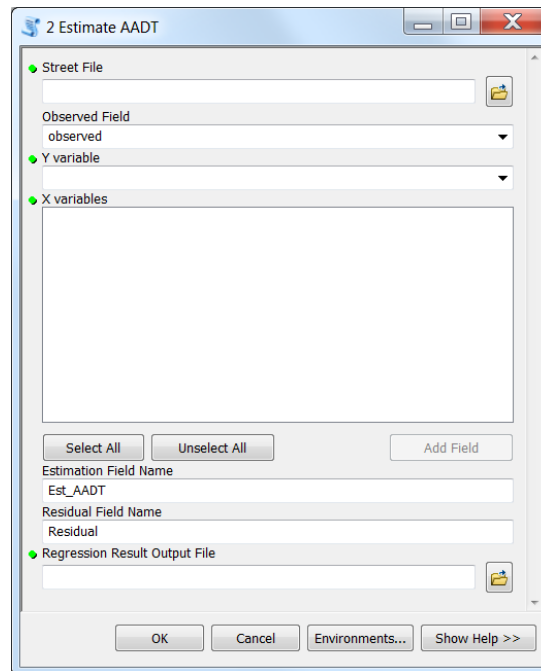 2 Estimate AADT
Street File
Observed Field
observed
Y variable
X variables
Select All Unselect All Add Field
Estimation Field Name
Est_AADT
Residual Field Name
Residual
Regression Result Output File
OK Cancel Environments... Show Help >>